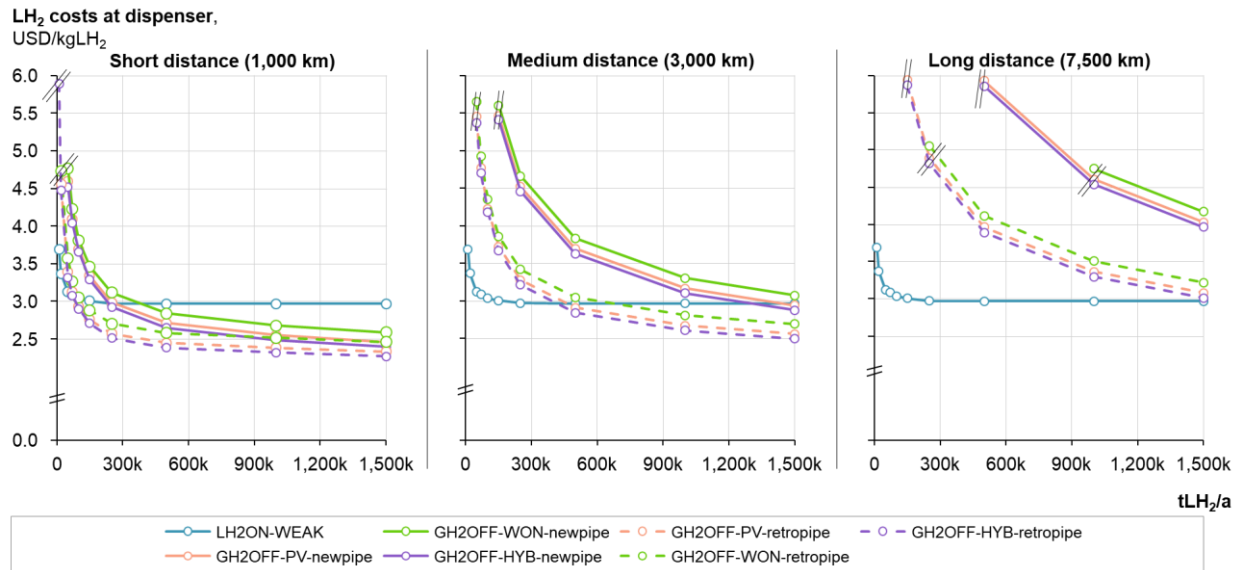 LH₂ costs at dispenser,
USD/kgLH₂
Short distance (1,000 km)
Medium distance (3,000 km)
Long distance (7,500 km)
6.0
5.5
5.0
4.5
4.0
3.5
3.0
2.5
0.0
0 300k 600k 900k 1,200k 1,500k
0 300k 600k 900k 1,200k 1,500k
0 300k 600k 900k 1,200k 1,500k
tLH₂/a
LH2ON-WEAK GH2OFF-WON-newpipe GH2OFF-PV-retropipe GH2OFF-HYB-retropipe
GH2OFF-PV-newpipe GH2OFF-HYB-newpipe GH2OFF-WON-retropipe